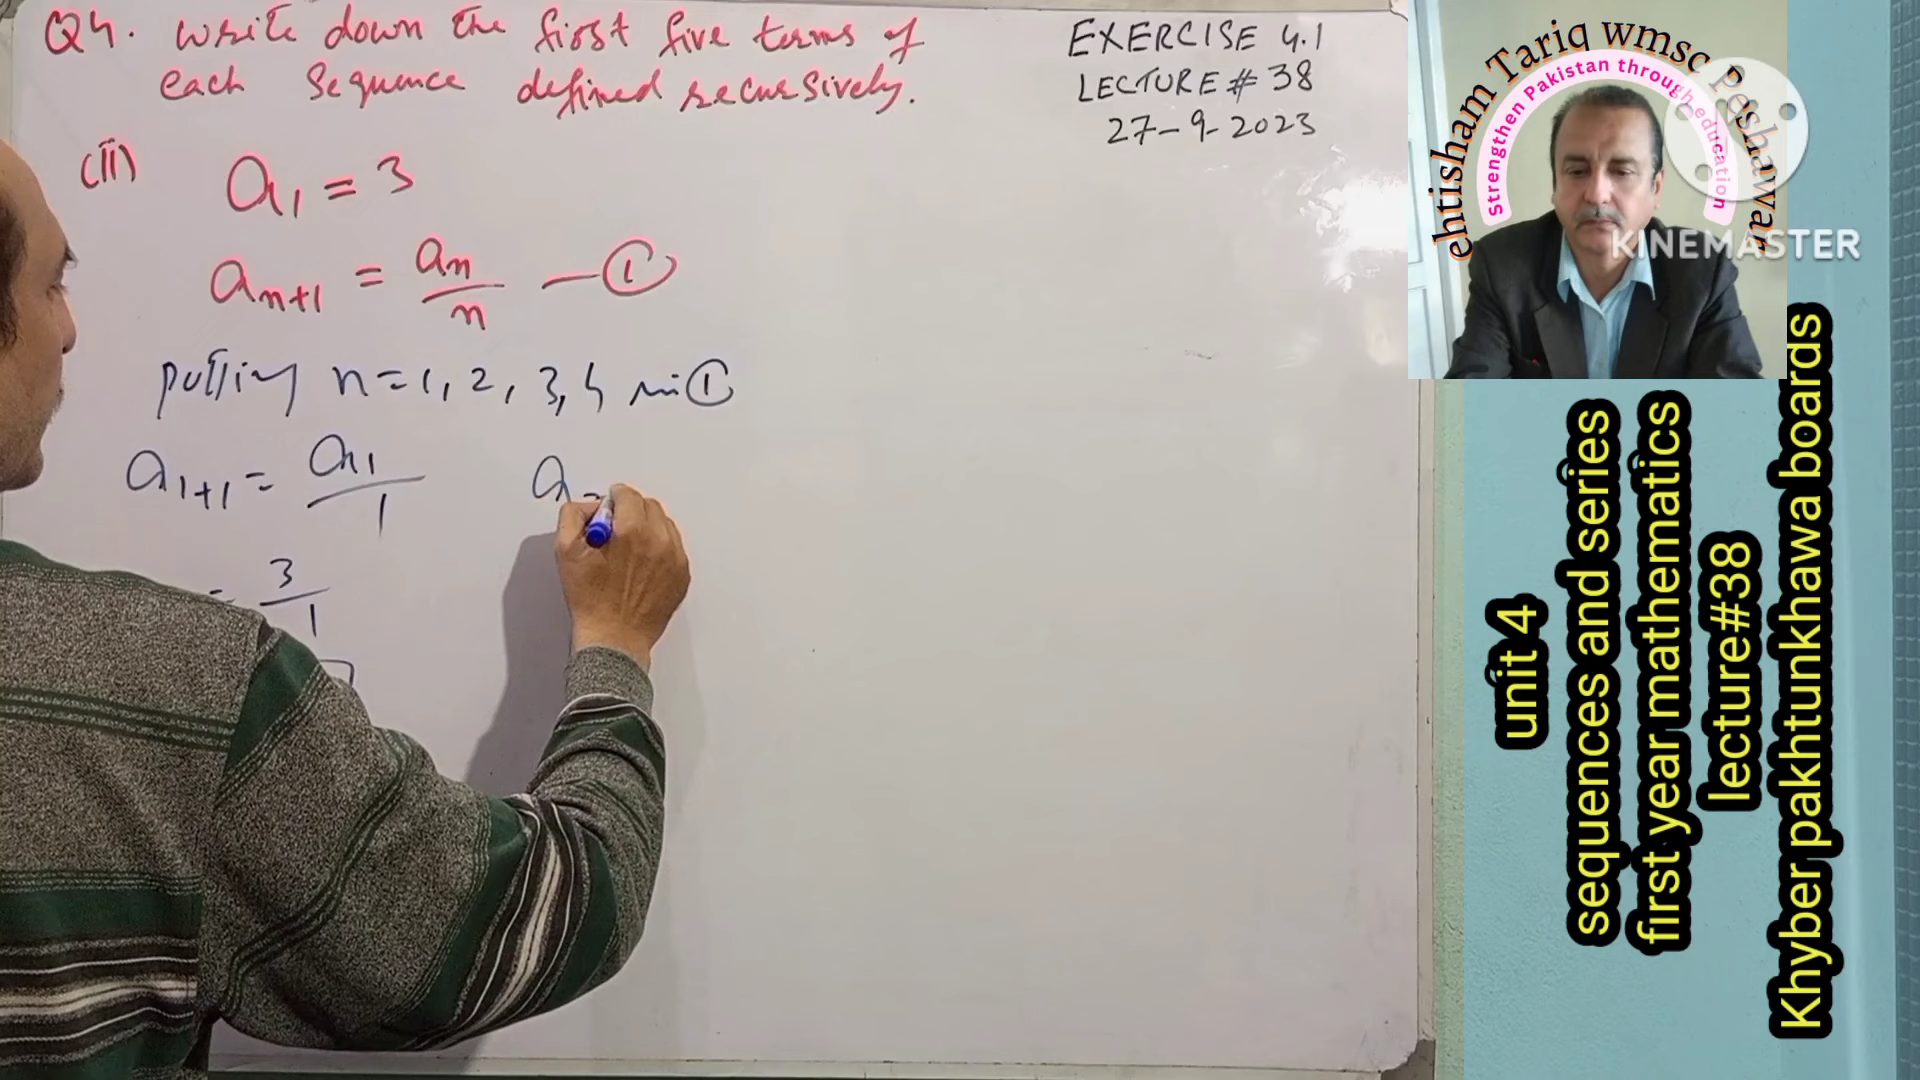 Q4. Write down the first five terms of
each sequence defined recursively.
EXERCISE 4.1
LECTURE # 38
27-9-2023
(ii) a₁ = 3
aₙ₊₁ = aₙ/n —①
putting n=1, 2, 3, 4 in ①
a₁₊₁ = a₁/1
a
= 3/1
ehtisham Tariq wmsc Peshawar
Strengthen Pakistan through education
KINEMASTER
unit 4
sequences and series
first year mathematics
lecture#38
Khyber pakhtunkhawa boards